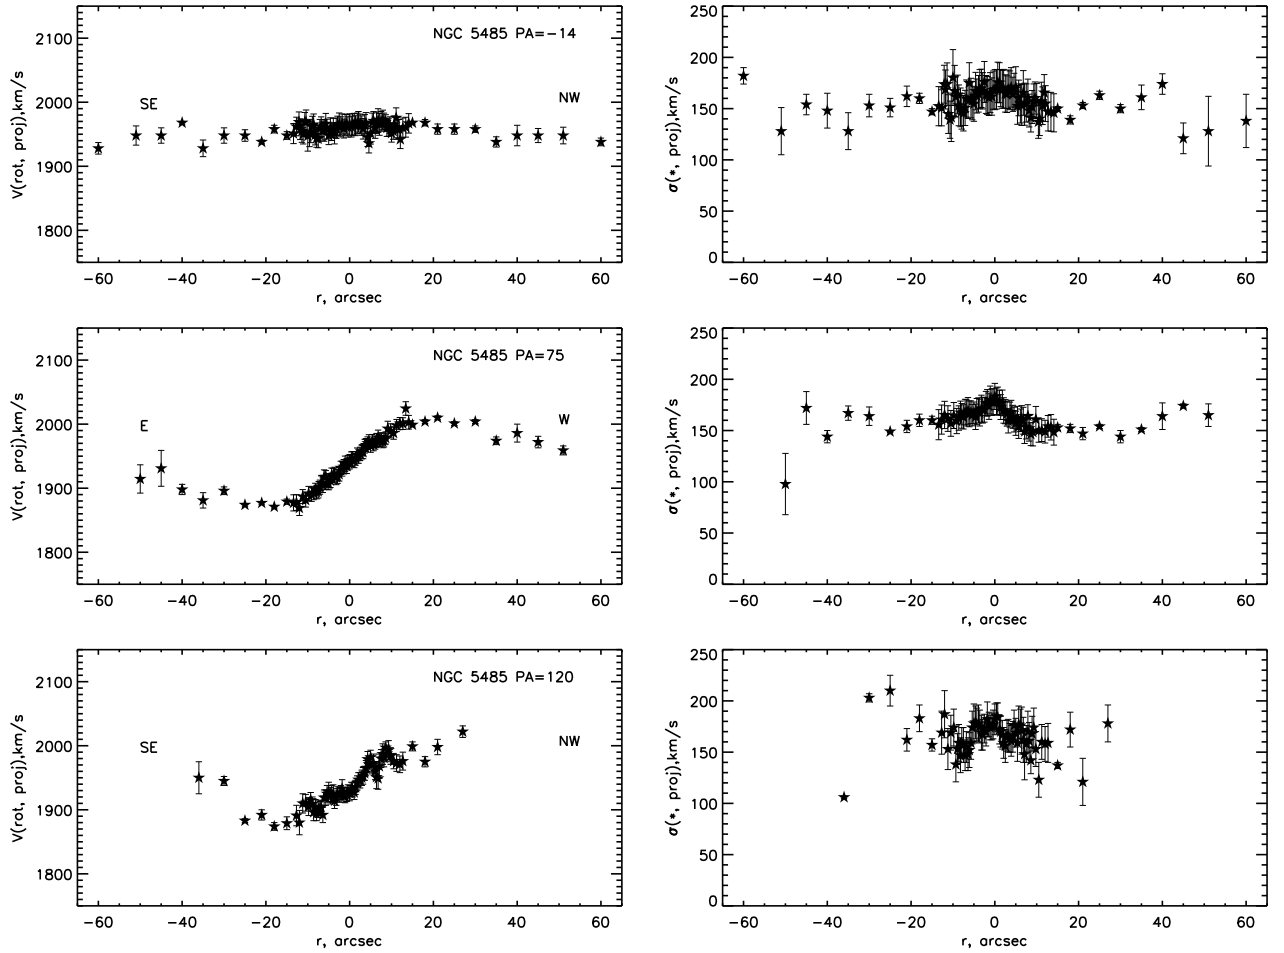 NGC 5485 PA=-14
SE
NW
V(rot, proj),km/s
2100
2000
1900
1800
-60 -40 -20 0 20 40 60
r, arcsec
σ(*, proj),km/s
250
200
150
100
50
0
-60 -40 -20 0 20 40 60
r, arcsec
NGC 5485 PA=75
E
W
V(rot, proj),km/s
2100
2000
1900
1800
-60 -40 -20 0 20 40 60
r, arcsec
σ(*, proj),km/s
250
200
150
100
50
0
-60 -40 -20 0 20 40 60
r, arcsec
NGC 5485 PA=120
SE
NW
V(rot, proj),km/s
2100
2000
1900
1800
-60 -40 -20 0 20 40 60
r, arcsec
σ(*, proj),km/s
250
200
150
100
50
0
-60 -40 -20 0 20 40 60
r, arcsec